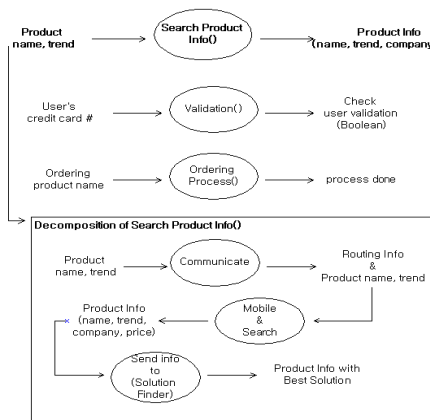 Product
name, trend
Search Product
Info()
Product Info
(name, trend, company
User's
credit card #
Validation()
Check
user validation
(Boolean)
Ordering
product name
Ordering
Process()
process done
Decomposition of Search Product Info()
Product
name, trend
Communicate
Routing Info
&
Product name, trend
Mobile
&
Search
Product Info
(name, trend,
company, price)
Send info
to
(Solution
Finder)
Product Info with
Best Solution